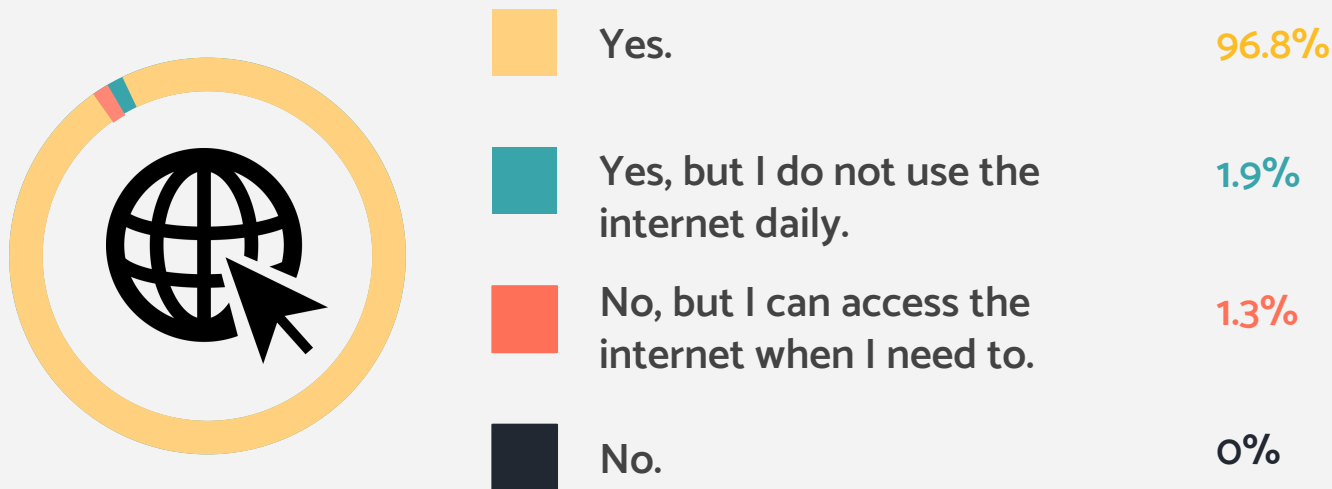 Yes.
96.8%
Yes, but I do not use the
internet daily.
1.9%
No, but I can access the
internet when I need to.
1.3%
No.
0%